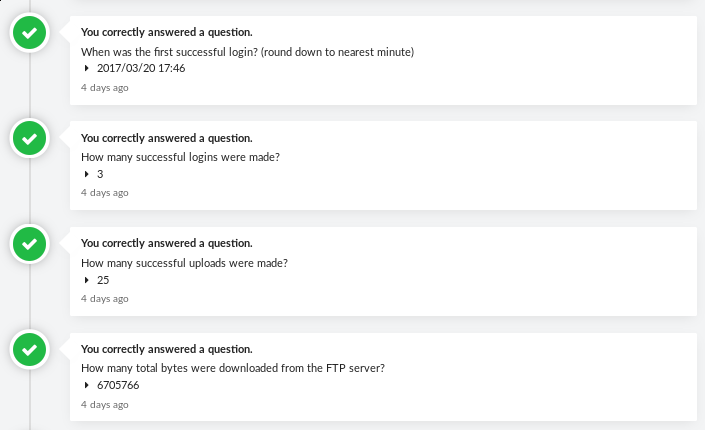 You correctly answered a question.
When was the first successful login? (round down to nearest minute)
2017/03/20 17:46
4 days ago
You correctly answered a question.
How many successful logins were made?
3
4 days ago
You correctly answered a question.
How many successful uploads were made?
25
4 days ago
You correctly answered a question.
How many total bytes were downloaded from the FTP server?
6705766
4 days ago